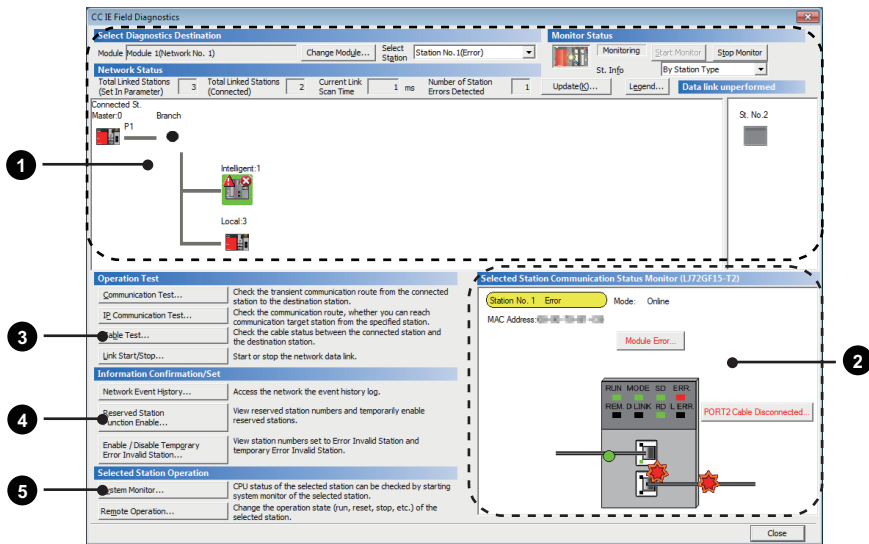 CC IE Field Diagnostics
Select Diagnostics Destination
Monitor Status
Module Module 1(Network No. 1)
Change Module...
Select Station
Station No.1(Error)
Monitoring
Start Monitor
Stop Monitor
St. Info
By Station Type
Network Status
Total Linked Stations (Set In Parameter) 3
Total Linked Stations (Connected) 2
Current Link Scan Time 1 ms
Number of Station Errors Detected 1
Update(K)...
Legend...
Data link unperformed
Connected St.
Master:0
Branch
P1
St. No.2
1
Intelligent:1
Local:3
Operation Test
Communication Test...
Check the transient communication route from the connected
station to the destination station.
IP Communication Test...
Check the communication route, whether you can reach
communication target station from the specified station.
3
Check the cable status between the connected station and
the destination station.
Link Start/Stop...
Start or stop the network data link.
Information Confirmation/Set
Network Event History...
Access the network the event history log.
4
Reserved Station
Function Enable...
View reserved station numbers and temporarily enable
reserved stations.
Enable / Disable Temporary
Error Invalid Station...
View station numbers set to Error Invalid Station and
temporary Error Invalid Station.
Selected Station Operation
5
System Monitor...
CPU status of the selected station can be checked by starting
system monitor of the selected station.
Remote Operation...
Change the operation state (run, reset, stop, etc.) of the
selected station.
Selected Station Communication Status Monitor (LJ72GF15-T2)
Station No. 1 Error
Mode: Online
MAC Address:
Module Error...
2
RUN MODE SD ERR.
REM. D LINK RD L ERR.
PORT2 Cable Disconnected...
Close